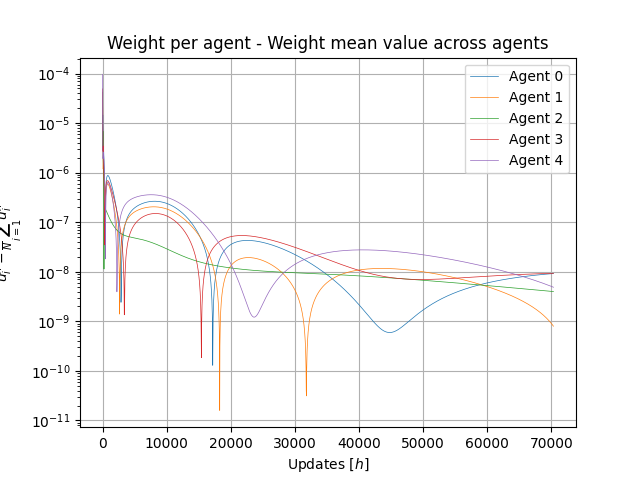 Weight per agent - Weight mean value across agents
10⁻⁴
10⁻⁵
10⁻⁶
10⁻⁷
10⁻⁸
10⁻⁹
10⁻¹⁰
10⁻¹¹
Agent 0
Agent 1
Agent 2
Agent 3
Agent 4
0
10000
20000
30000
40000
50000
60000
70000
Updates [h]